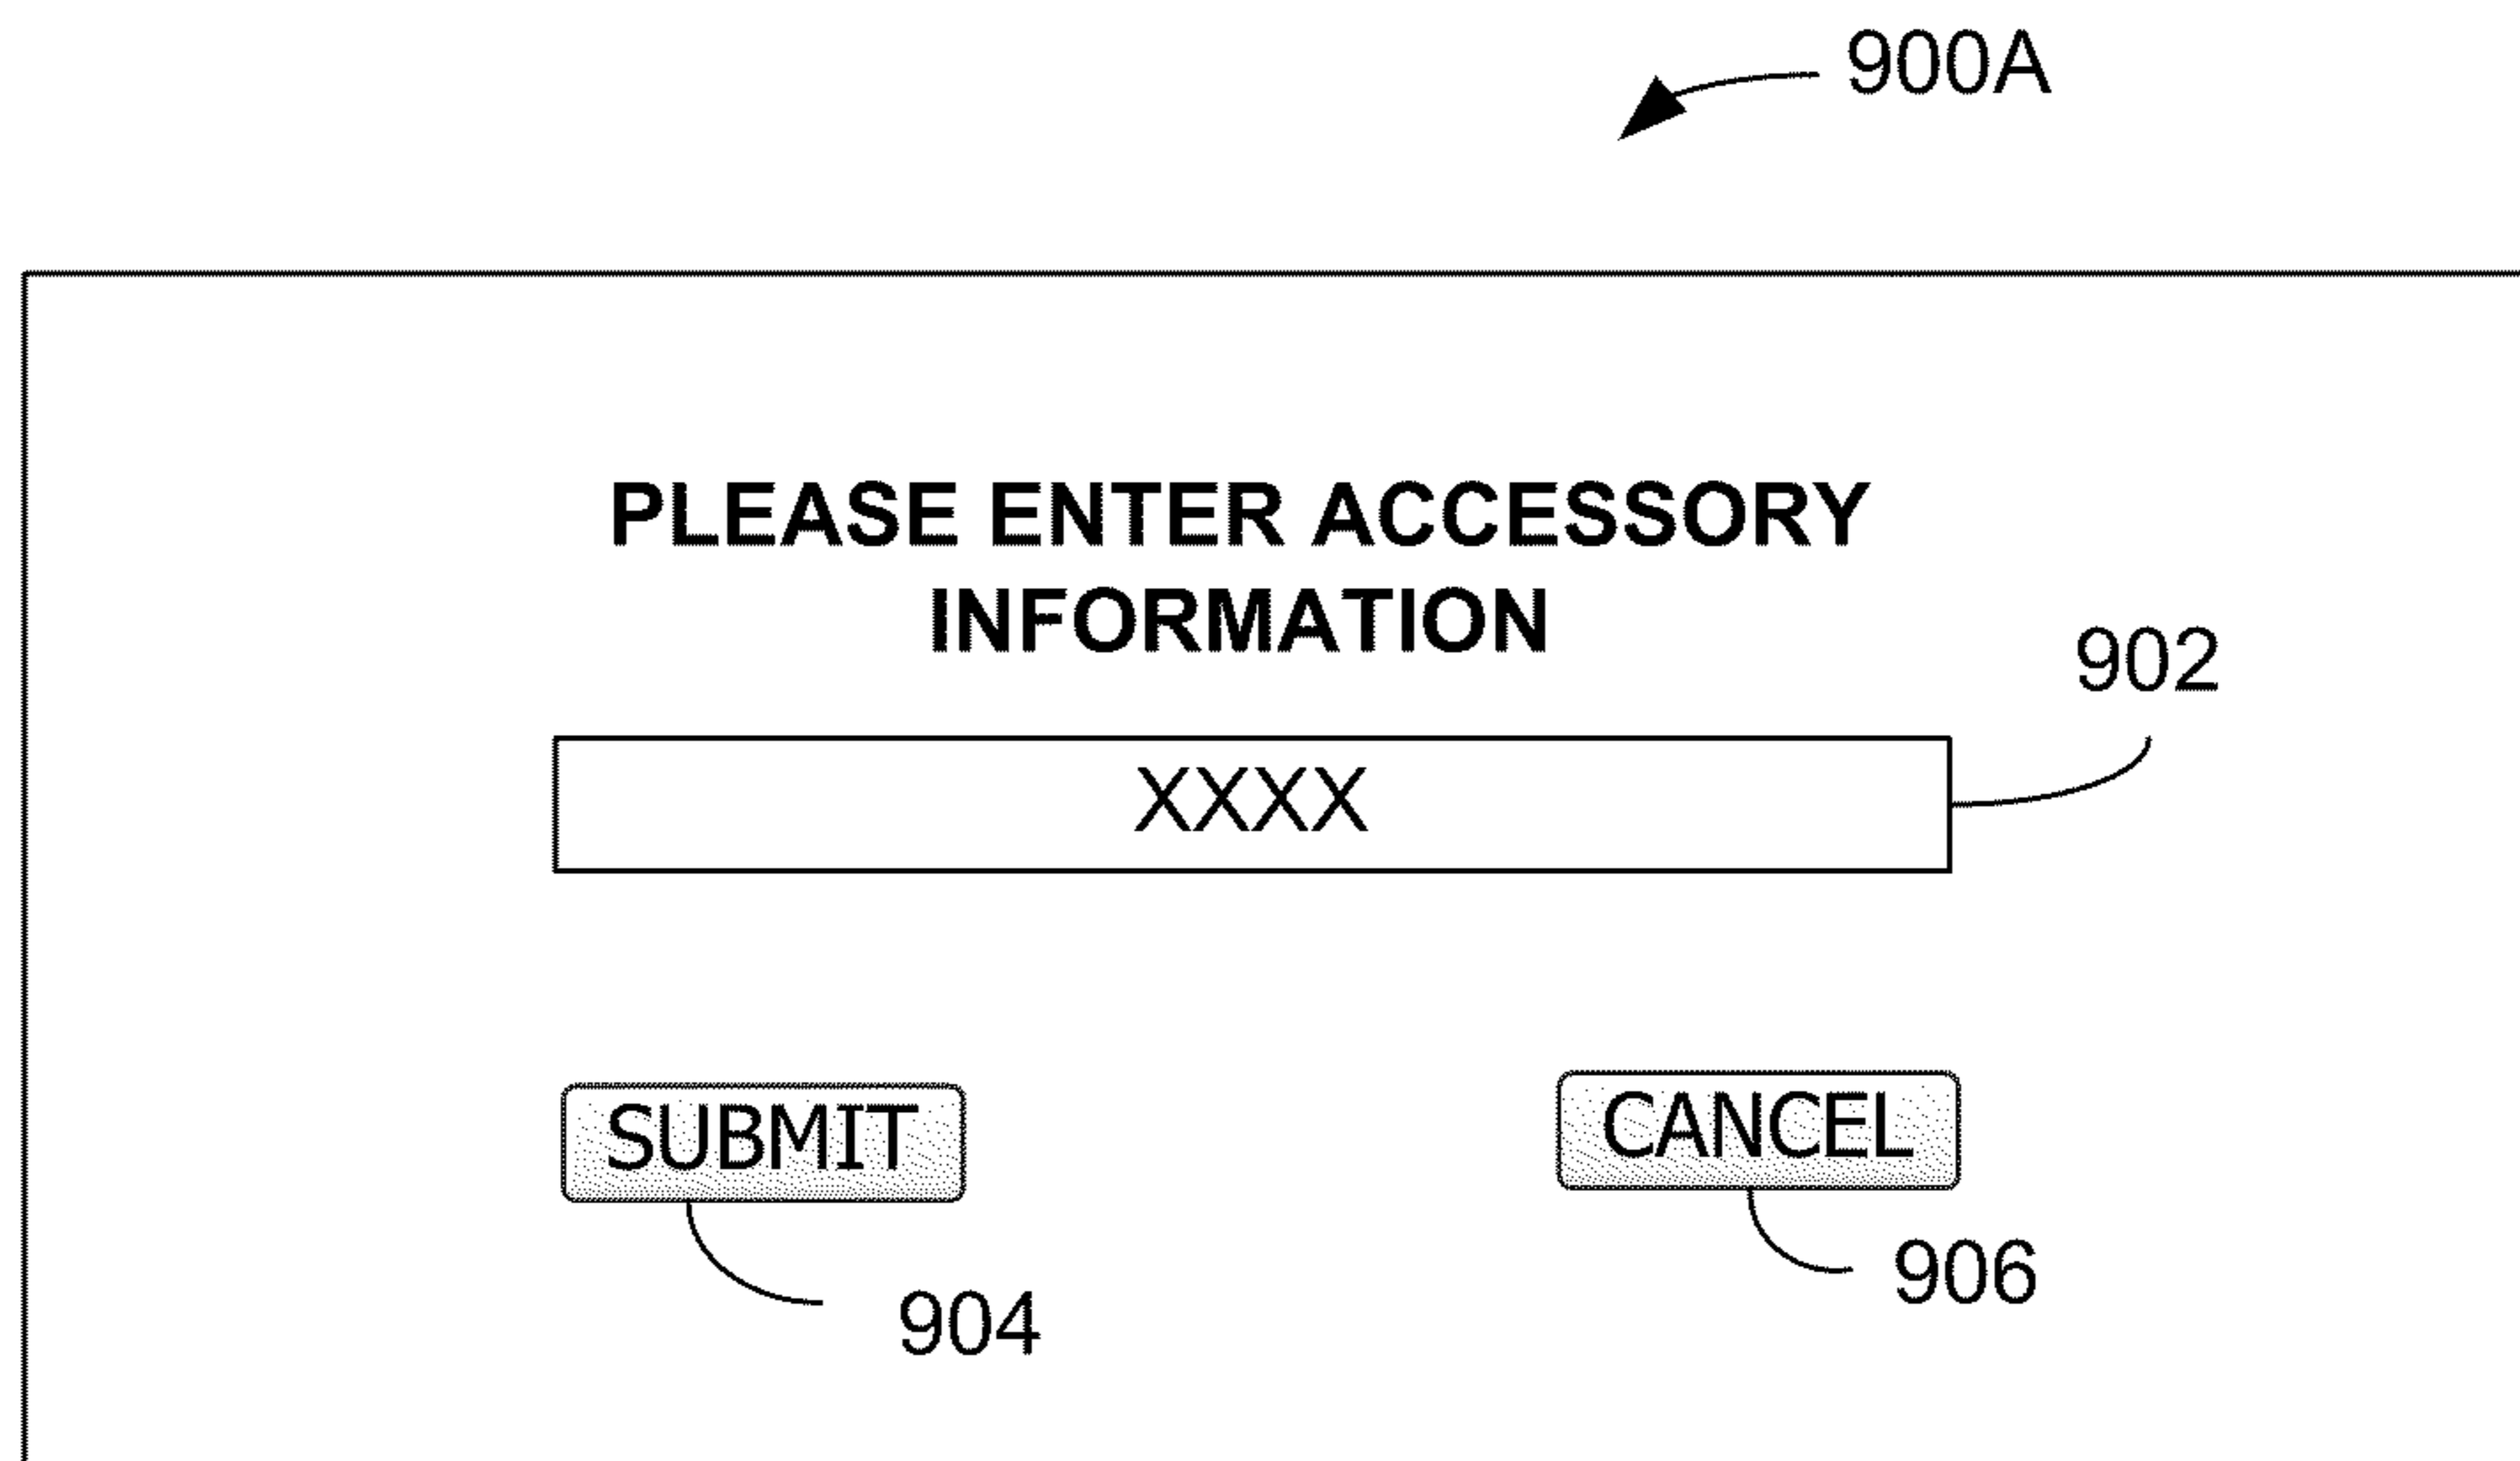 900A
PLEASE ENTER ACCESSORY
INFORMATION
902
XXXX
SUBMIT
CANCEL
904
906